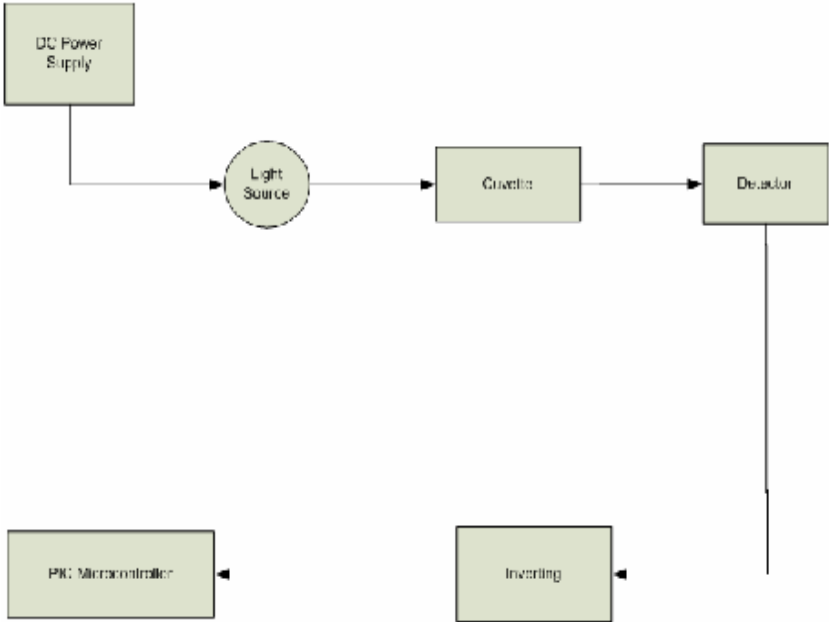 DC Power
Supply
Light
Source
Cuvette
Detector
PIC Microcontroller
Inverting